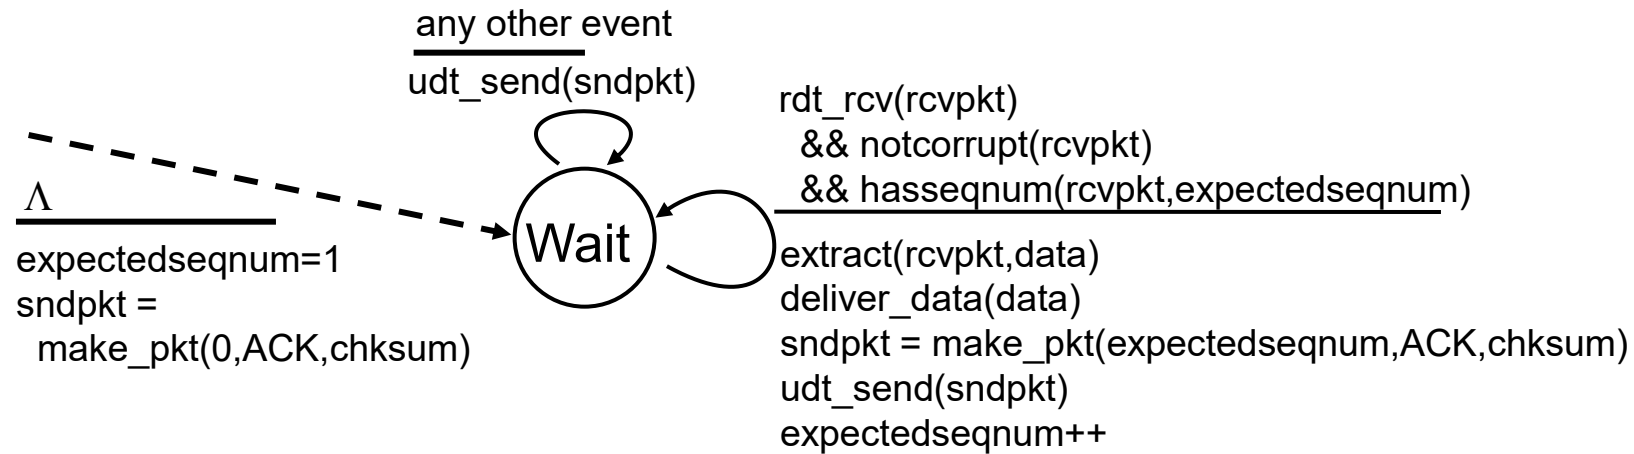 any other event
udt_send(sndpkt)
rdt_rcv(rcvpkt)
&& notcorrupt(rcvpkt)
&& hasseqnum(rcvpkt,expectedseqnum)
Λ
expectedseqnum=1
sndpkt =
make_pkt(0,ACK,chksum)
Wait
extract(rcvpkt,data)
deliver_data(data)
sndpkt = make_pkt(expectedseqnum,ACK,chksum)
udt_send(sndpkt)
expectedseqnum++